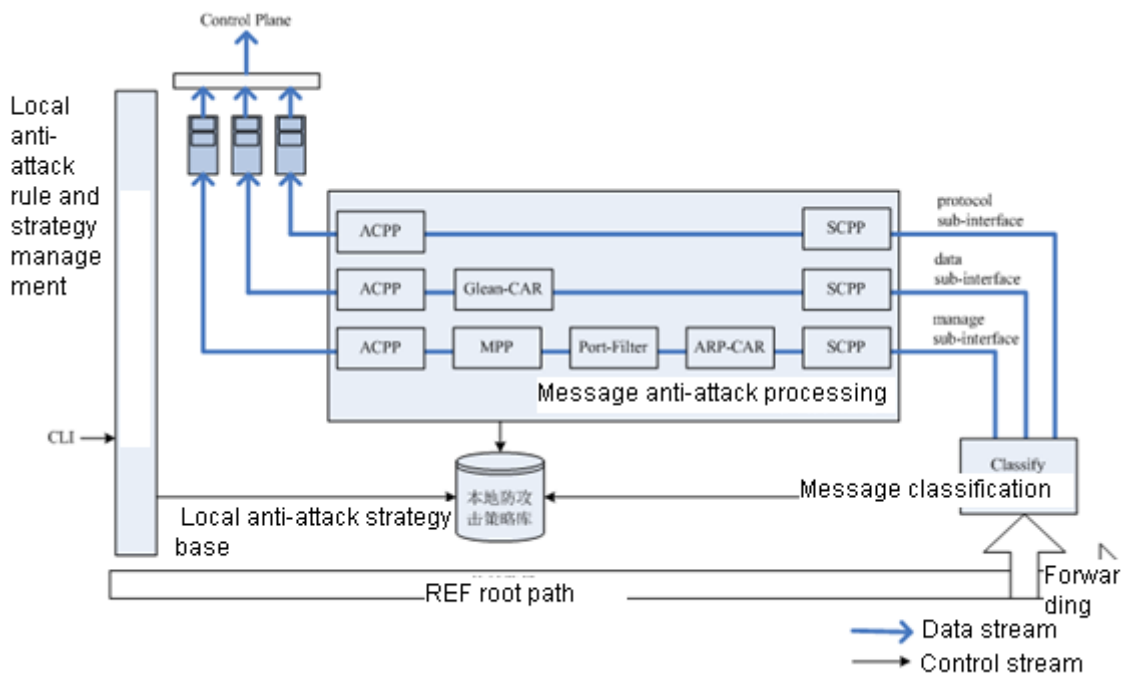 Control Plane
Local
anti-
attack
rule and
strategy
manage
ment
protocol
sub-interface
ACPP
SCPP
data
sub-interface
ACPP
Glean-CAR
SCPP
manage
sub-interface
ACPP
MPP
Port-Filter
ARP-CAR
SCPP
Message anti-attack processing
CLI
Classify
Message classification
本地防攻
击策略库
Local anti-attack strategy
base
REF root path
Forwar
ding
Data stream
Control stream